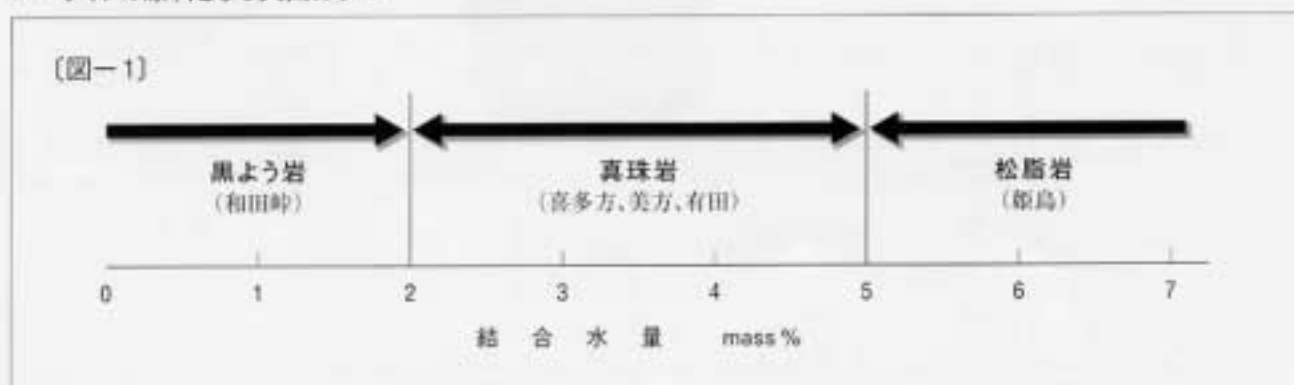 〔図ー1〕
黒よう岩 真珠岩 松脂岩
（和田峠） （喜多方、美方、有田） （姫島）
0 1 2 3 4 5 6 7
結合水量 mass%